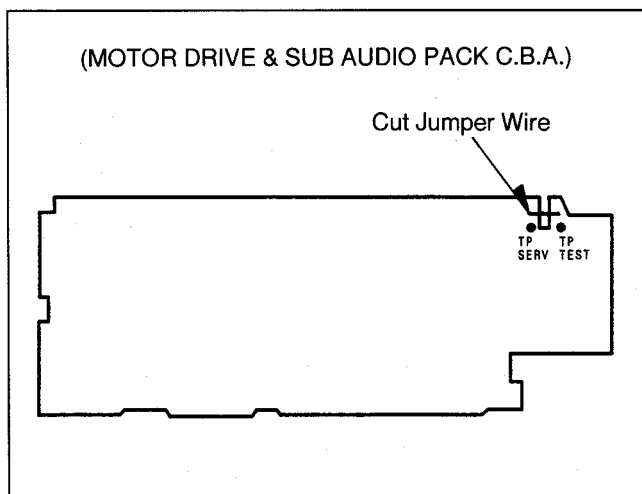 (MOTOR DRIVE & SUB AUDIO PACK C.B.A.)
Cut Jumper Wire
TP TP
SERV TEST